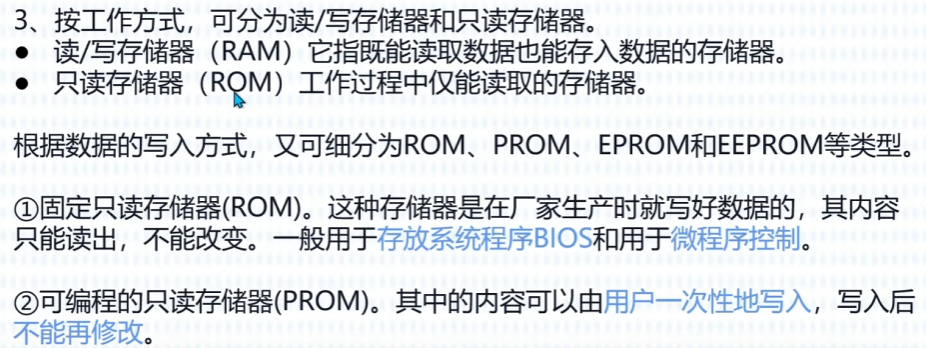 3、按工作方式，可分为读/写存储器和只读存储器。
● 读/写存储器（RAM）它指既能读取数据也能存入数据的存储器。
● 只读存储器（ROM）工作过程中仅能读取的存储器。
根据数据的写入方式，又可细分为ROM、PROM、EPROM和EEPROM等类型。
①固定只读存储器(ROM)。这种存储器是在厂家生产时就写好数据的，其内容
只能读出，不能改变。一般用于存放系统程序BIOS和用于微程序控制。
②可编程的只读存储器(PROM)。其中的内容可以由用户一次性地写入，写入后
不能再修改。